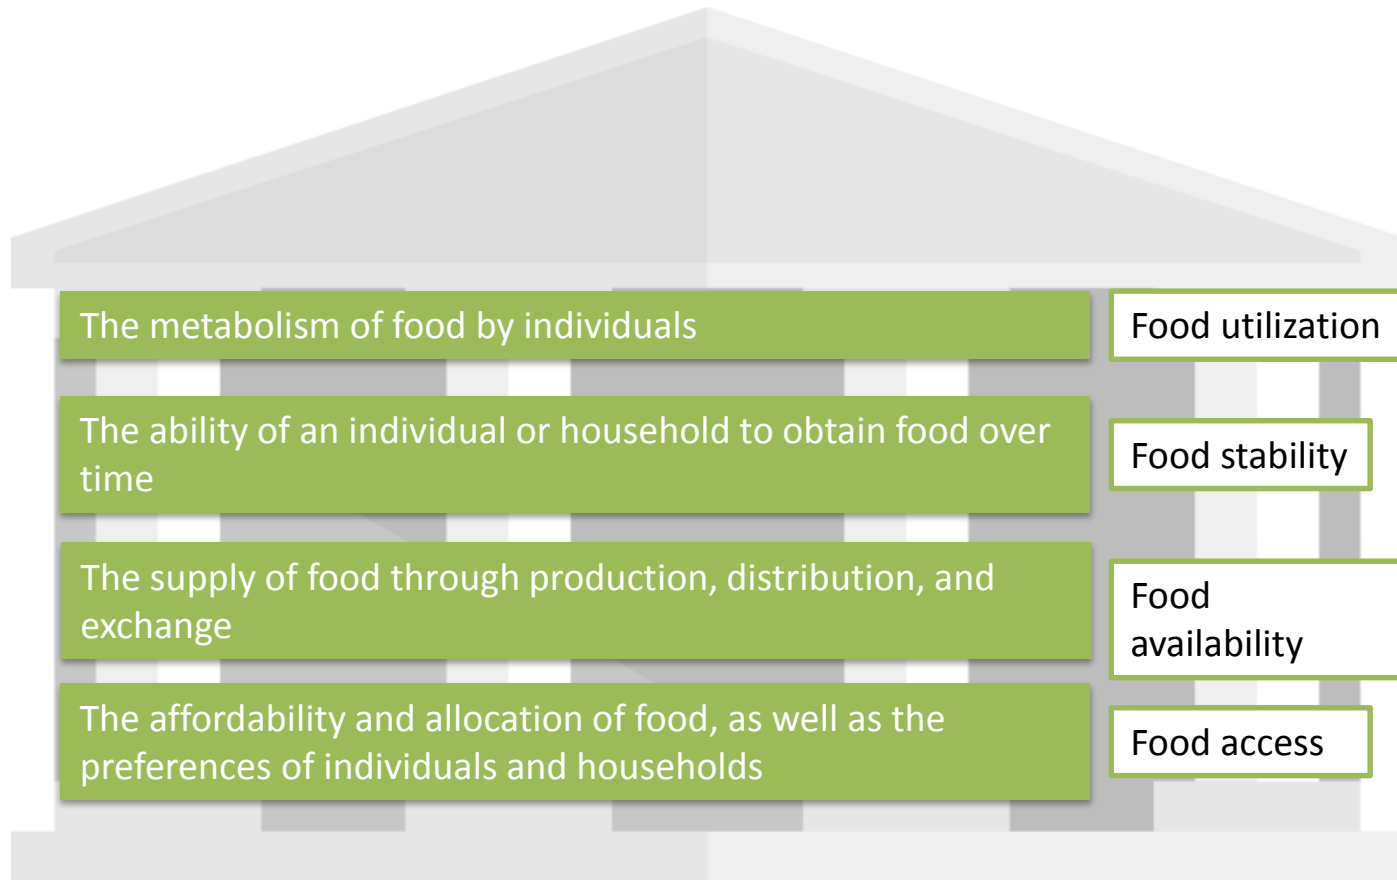 The metabolism of food by individuals
Food utilization
The ability of an individual or household to obtain food over
time
Food stability
The supply of food through production, distribution, and
exchange
Food
availability
The affordability and allocation of food, as well as the
preferences of individuals and households
Food access